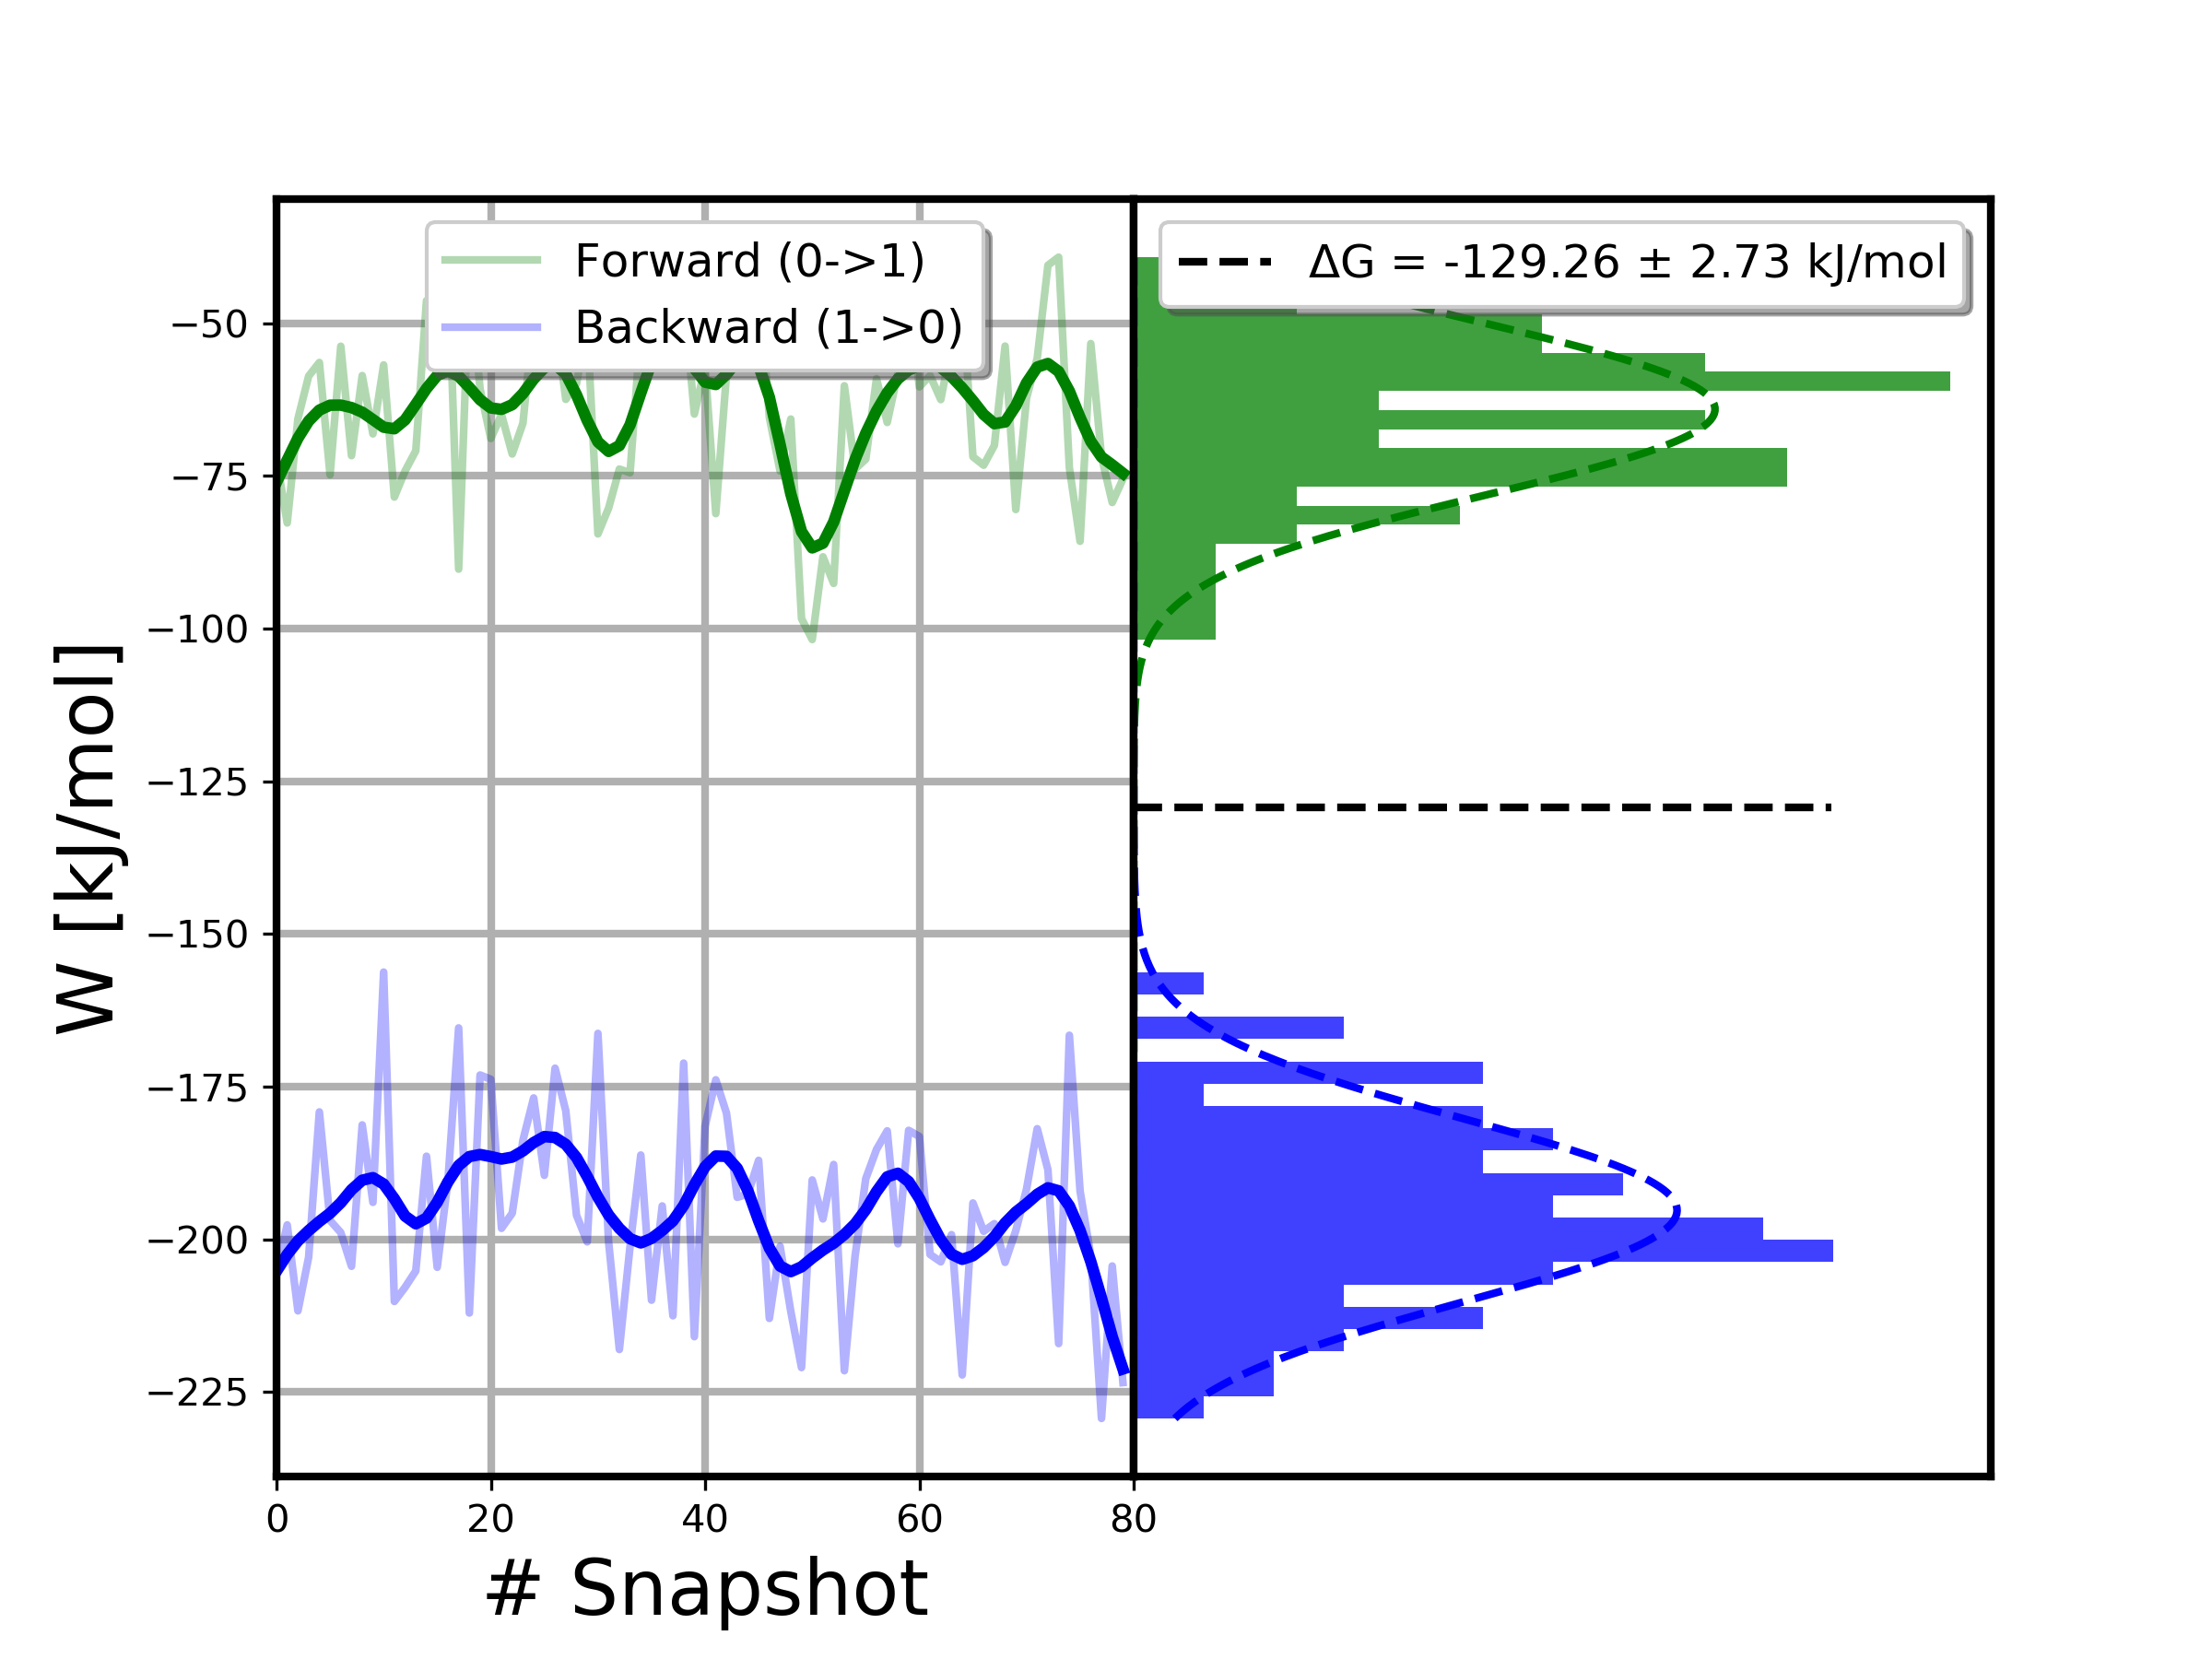 Forward (0->1)
Backward (1->0)
ΔG = -129.26 ± 2.73 kJ/mol
−50
−75
−100
−125
−150
−175
−200
−225
W [kJ/mol]
0 20 40 60 80
# Snapshot